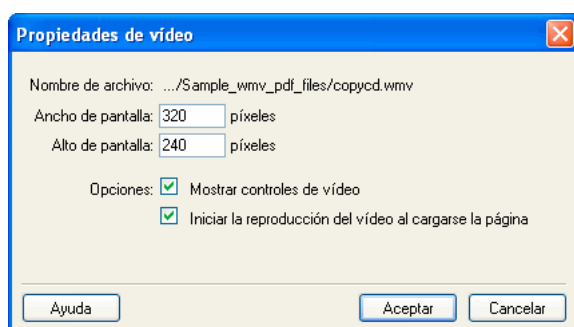 Propiedades de vídeo
Nombre de archivo: .../Sample_wmv_pdf_files/copycd.wmv
Ancho de pantalla: 320 píxeles
Alto de pantalla: 240 píxeles
Opciones: Mostrar controles de vídeo
Iniciar la reproducción del vídeo al cargarse la página
Ayuda Aceptar Cancelar